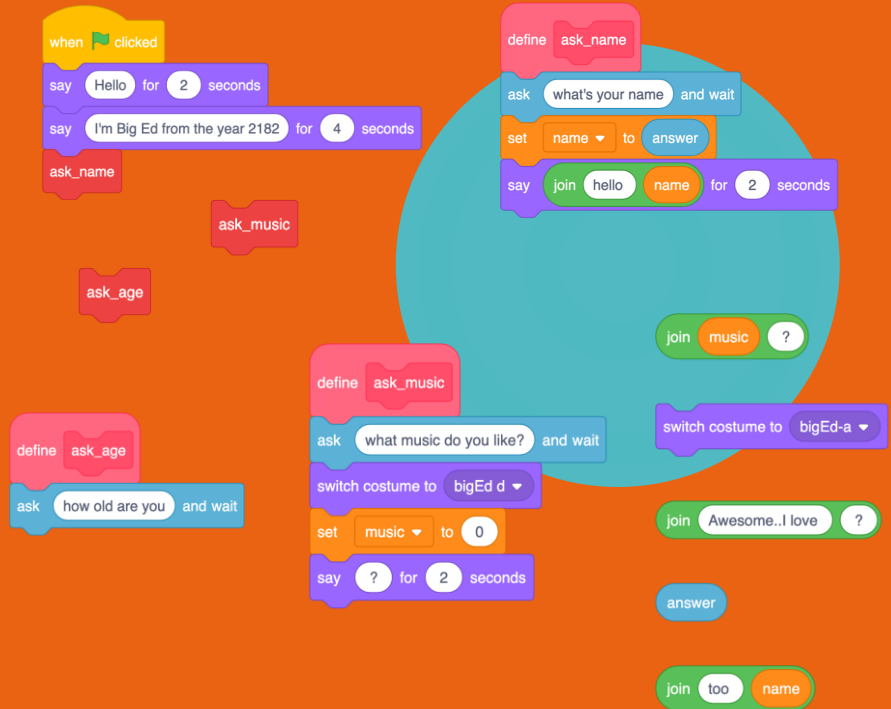 when clicked
say Hello for 2 seconds
say I'm Big Ed from the year 2182 for 4 seconds
ask_name
ask_music
ask_age
define ask_name
ask what's your name and wait
set name to answer
say join hello name for 2 seconds
define ask_music
ask what music do you like? and wait
switch costume to bigEd d
set music to 0
say ? for 2 seconds
define ask_age
ask how old are you and wait
join music ?
switch costume to bigEd-a
join Awesome..I love ?
answer
join too name